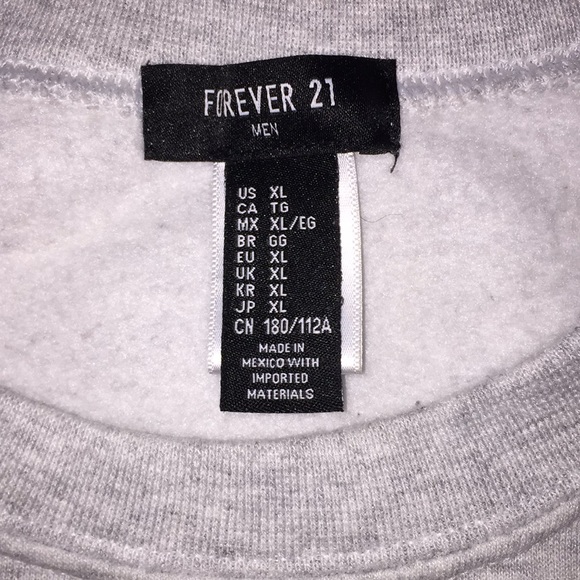 FOREVER 21
MEN
US XL
CA TG
MX XL/EG
BR GG
EU XL
UK XL
KR XL
JP XL
CN 180/112A
MADE IN
MEXICO WITH
IMPORTED
MATERIALS